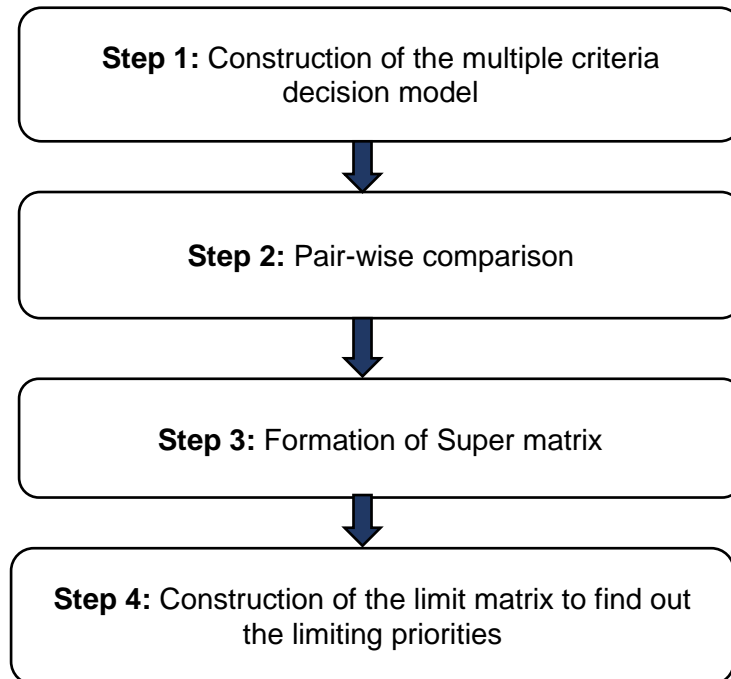 Step 1: Construction of the multiple criteria
decision model
Step 2: Pair-wise comparison
Step 3: Formation of Super matrix
Step 4: Construction of the limit matrix to find out
the limiting priorities